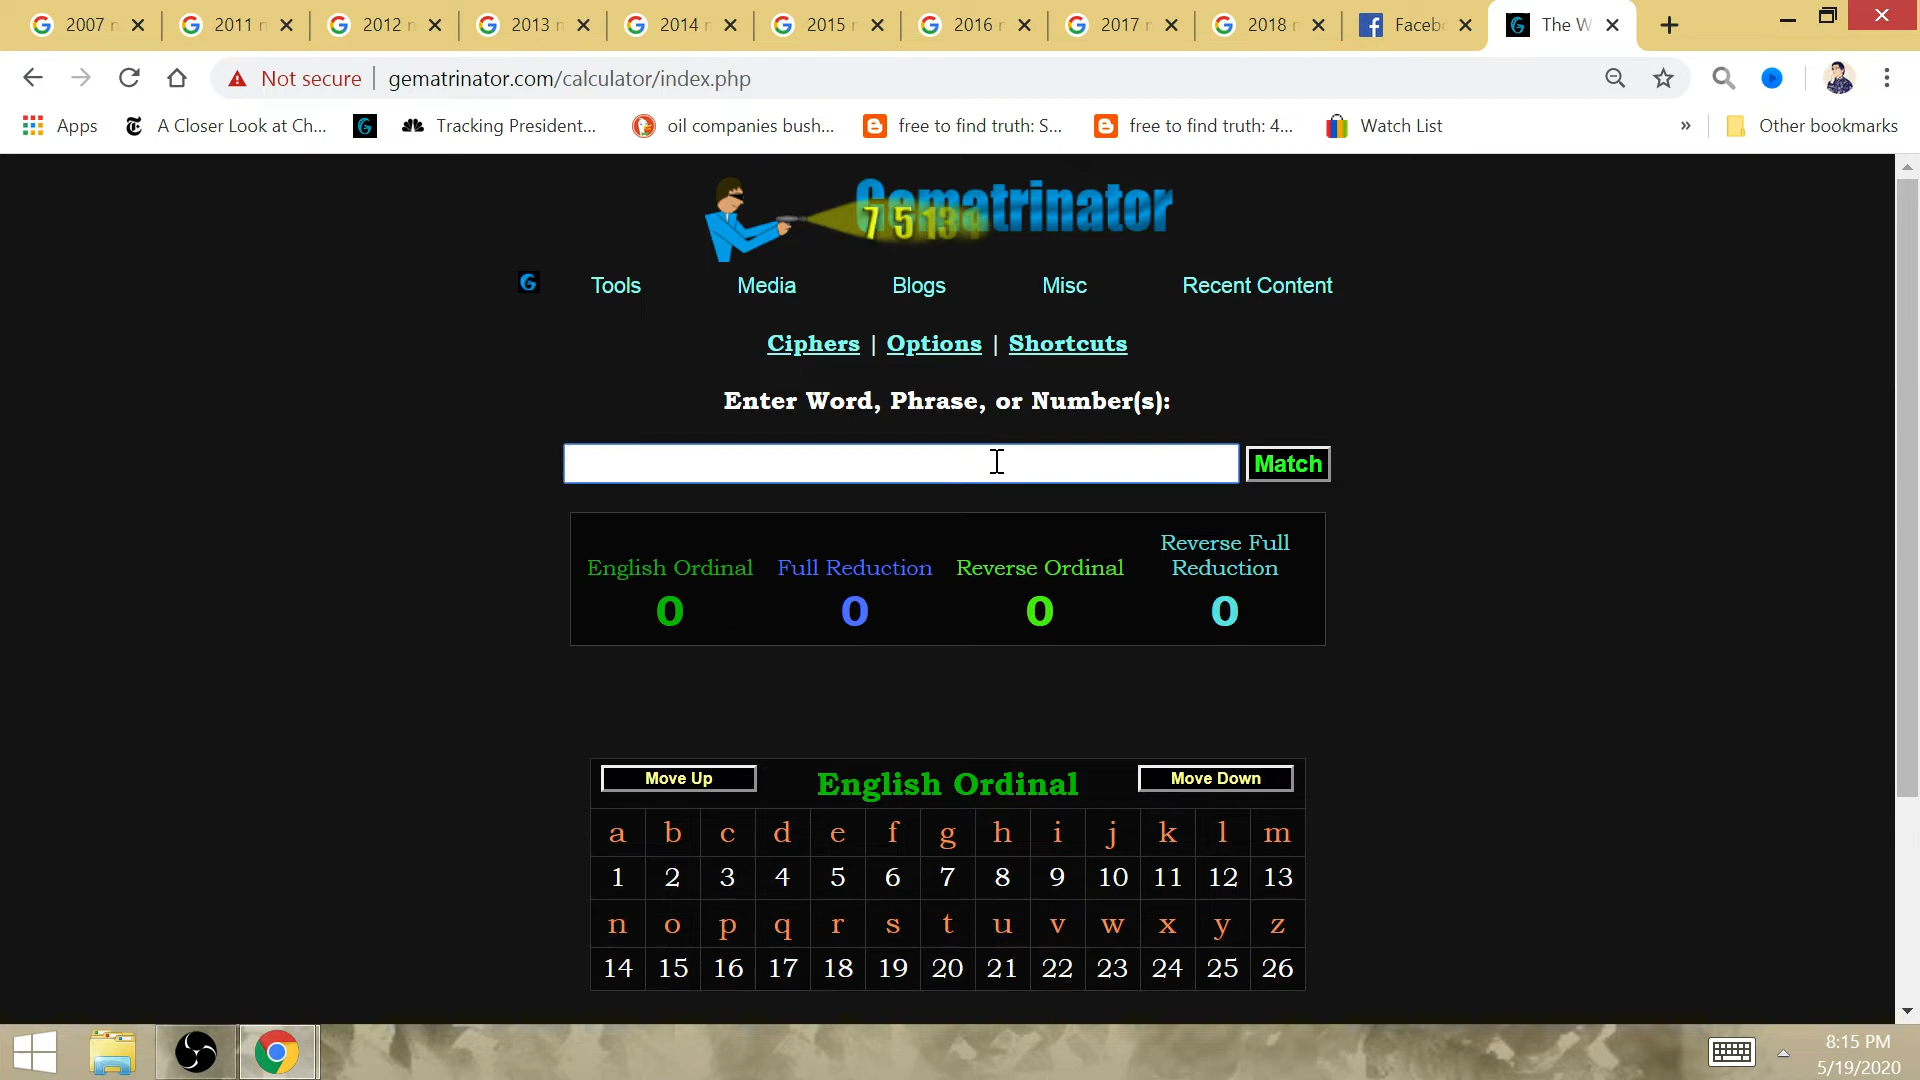 2007 r
2011 n
2012 n
2013 r
2014 r
2015 r
2016 r
2017 r
2018 r
Facebo
The W
Not secure
gematrinator.com/calculator/index.php
Apps
A Closer Look at Ch...
Tracking President...
oil companies bush...
free to find truth: S...
free to find truth: 4...
Watch List
»
Other bookmarks
Gematrinator
7 5 13 9
G
Tools
Media
Blogs
Misc
Recent Content
Ciphers | Options | Shortcuts
Enter Word, Phrase, or Number(s):
Match
English Ordinal
Full Reduction
Reverse Ordinal
Reverse Full
Reduction
0 0 0 0
Move Up
English Ordinal
Move Down
a b c d e f g h i j k l m
1 2 3 4 5 6 7 8 9 10 11 12 13
n o p q r s t u v w x y z
14 15 16 17 18 19 20 21 22 23 24 25 26
8:15 PM
5/19/2020